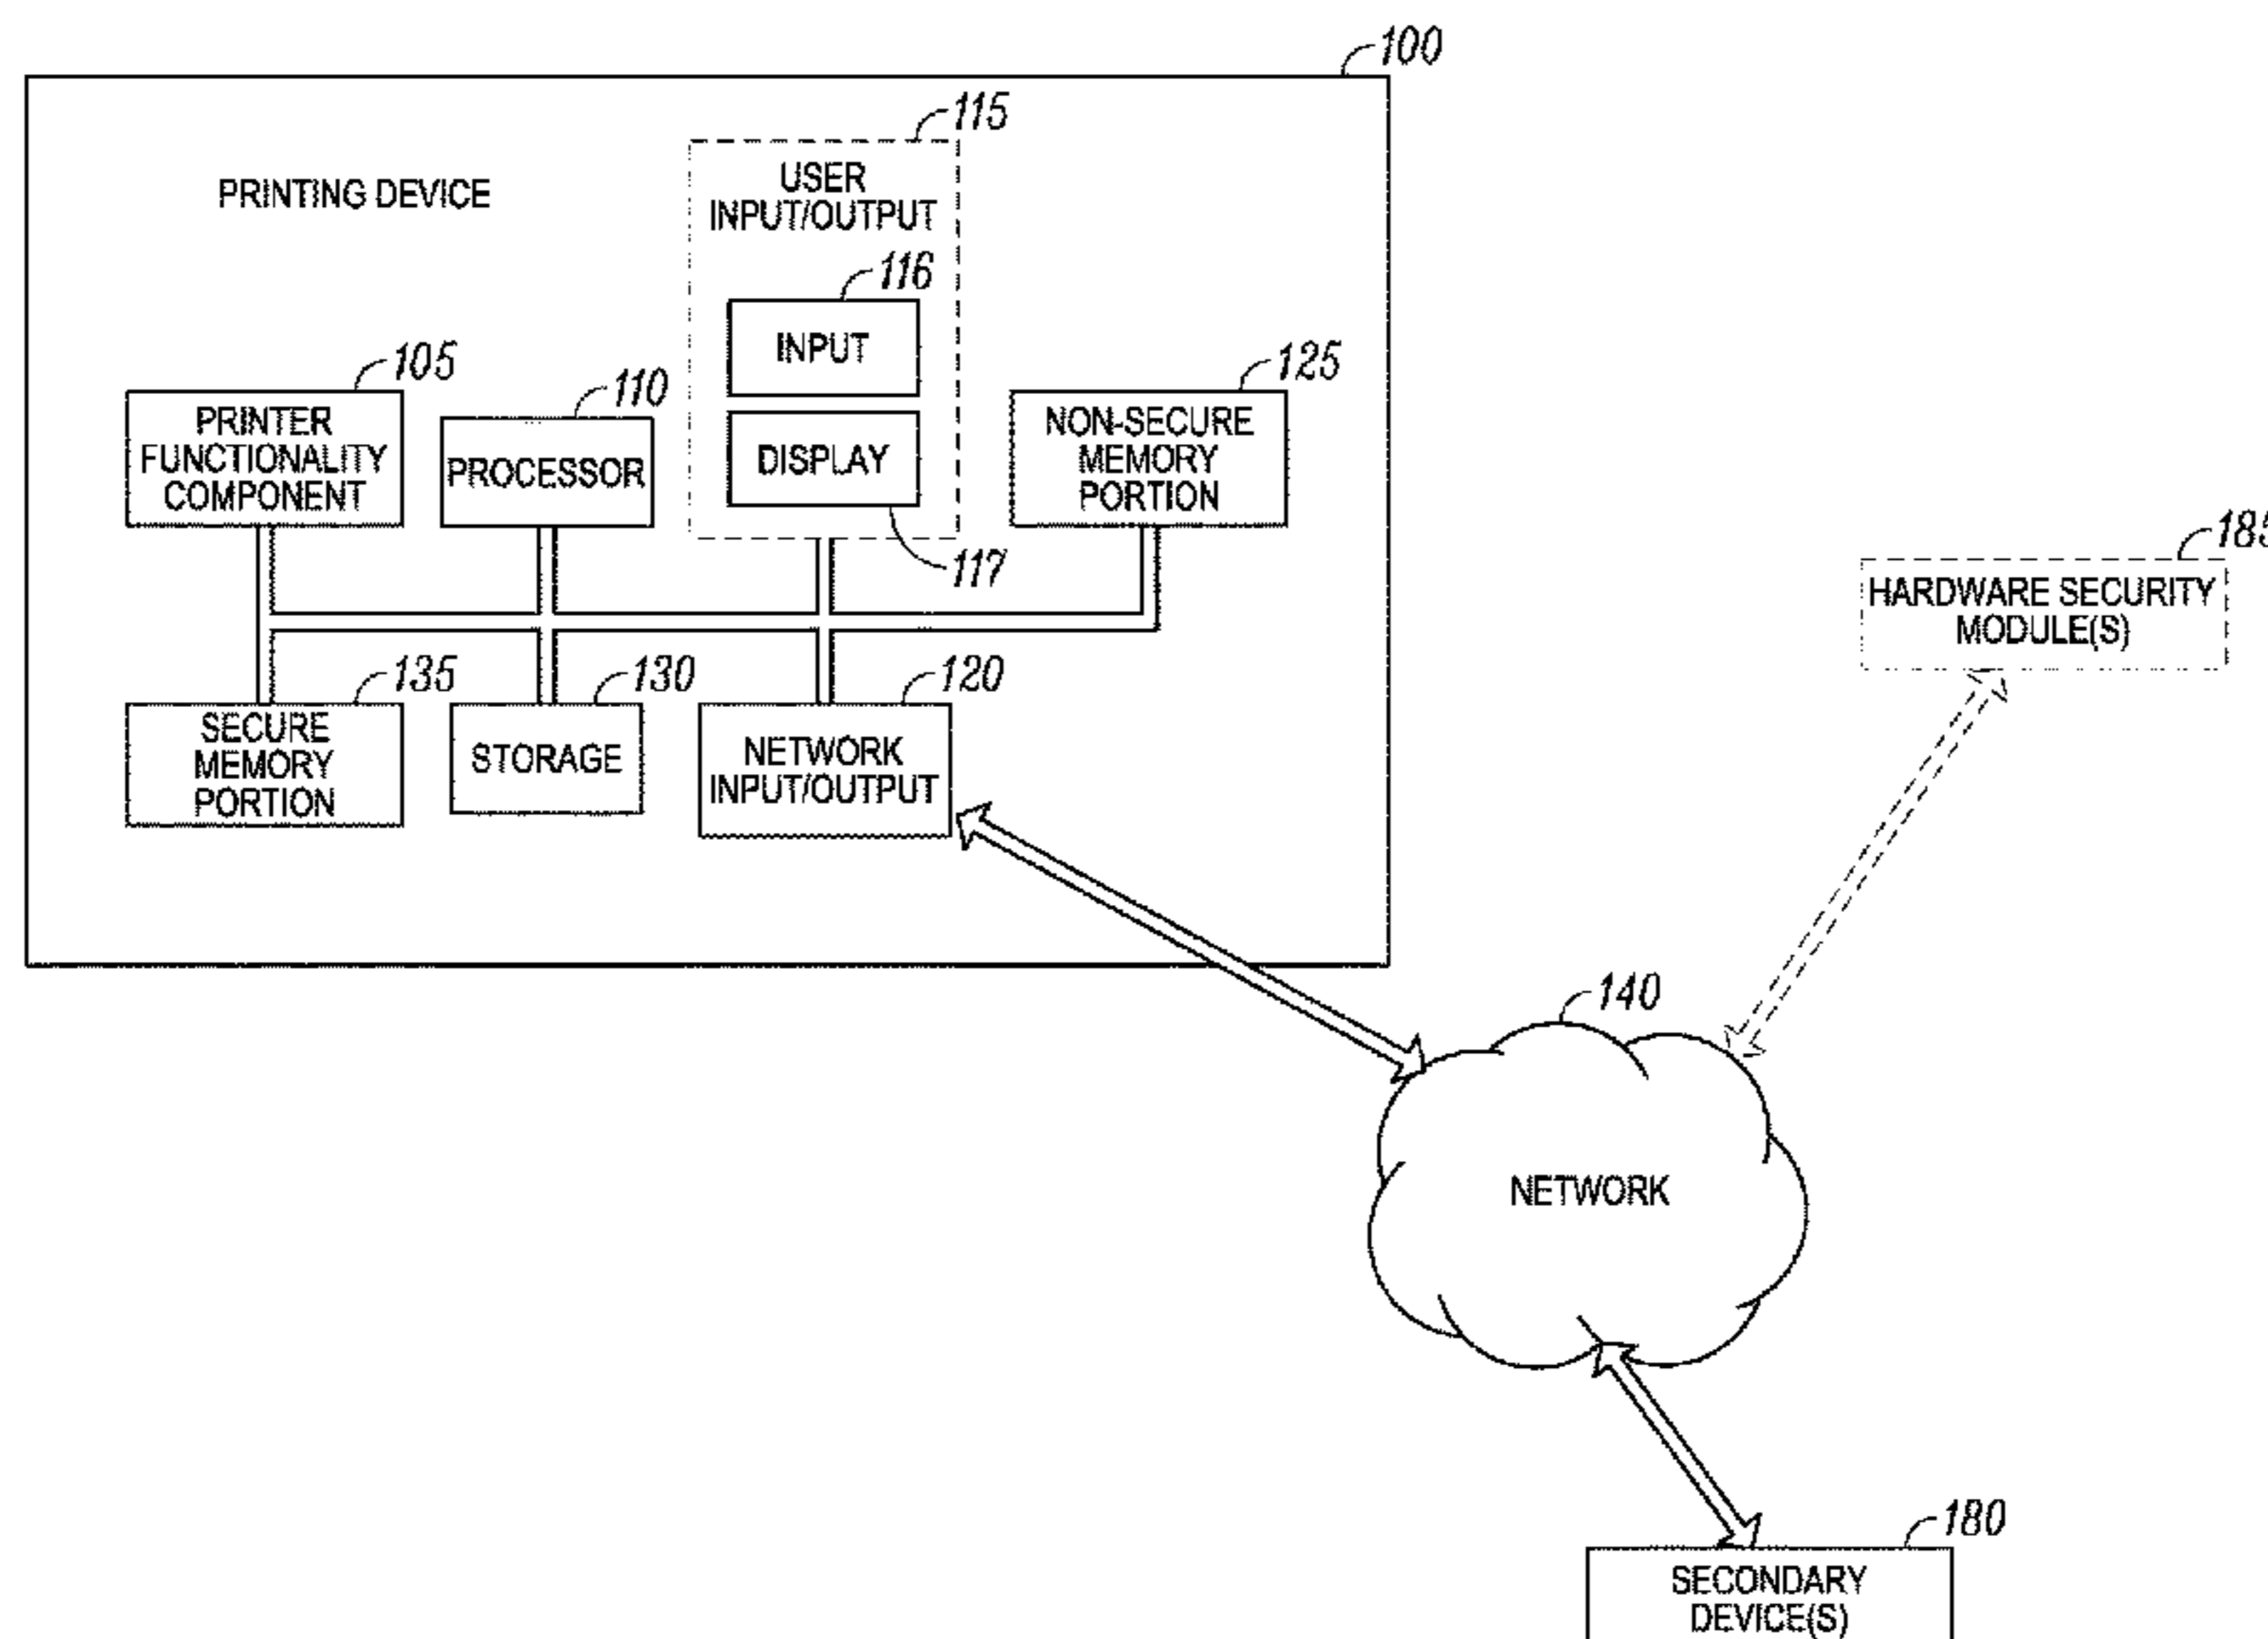 100
115
PRINTING DEVICE
USER
INPUT/OUTPUT
116
INPUT
105
PRINTER
FUNCTIONALITY
COMPONENT
110
PROCESSOR
DISPLAY
117
125
NON-SECURE
MEMORY
PORTION
185
HARDWARE SECURITY
MODULE(S)
135
SECURE
MEMORY
PORTION
130
STORAGE
120
NETWORK
INPUT/OUTPUT
140
NETWORK
180
SECONDARY
DEVICE(S)